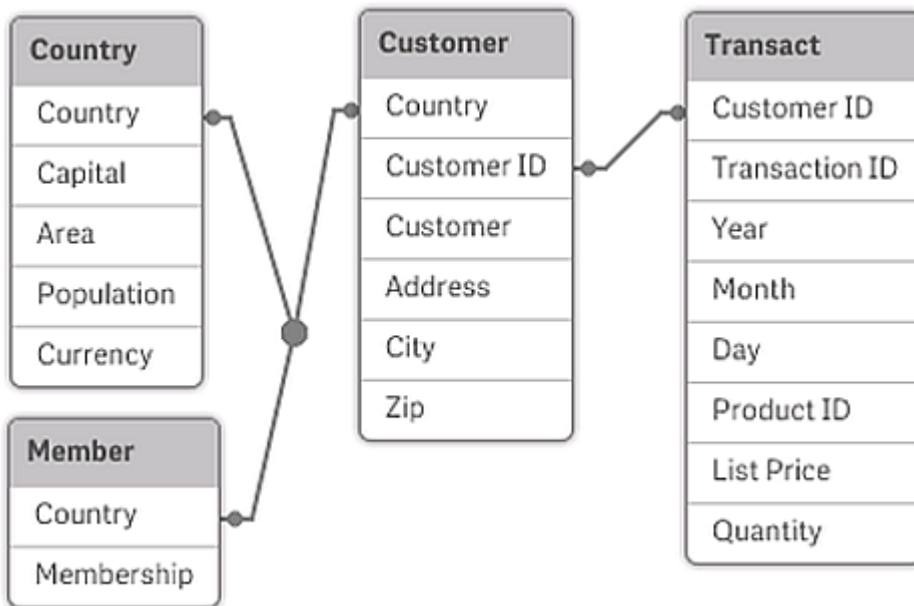 Country
Country
Capital
Area
Population
Currency
Member
Country
Membership
Customer
Country
Customer ID
Customer
Address
City
Zip
Transact
Customer ID
Transaction ID
Year
Month
Day
Product ID
List Price
Quantity